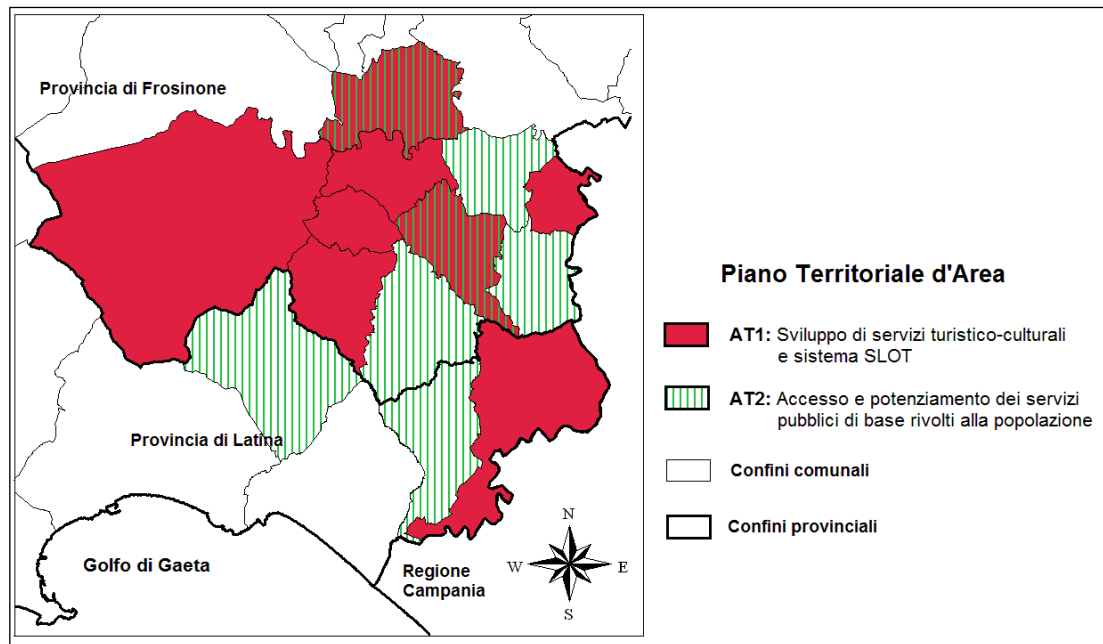 Provincia di Frosinone
Provincia di Latina
Golfo di Gaeta
Regione
Campania
N
W
E
S
Piano Territoriale d'Area
AT1: Sviluppo di servizi turistico-culturali
e sistema SLOT
AT2: Accesso e potenziamento dei servizi
pubblici di base rivolti alla popolazione
Confini comunali
Confini provinciali